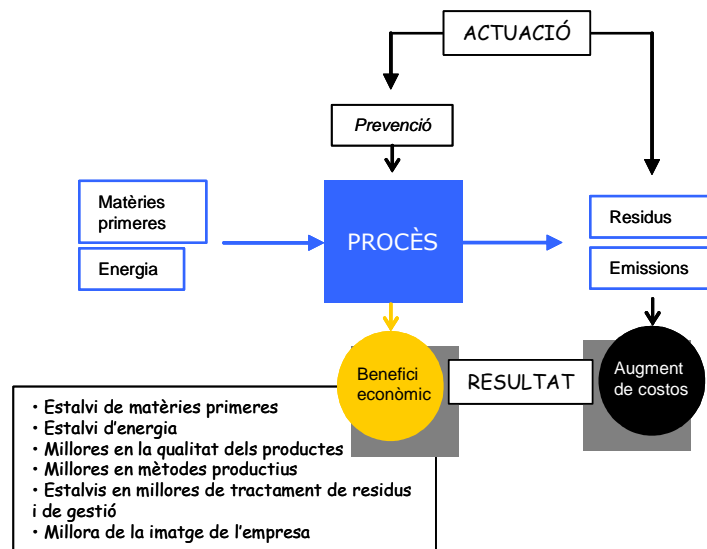 ACTUACIÓ
Prevenció
Matèries
primeres
Energia
PROCÈS
Residus
Emissions
Benefici
econòmic
RESULTAT
Augment
de costos
• Estalvi de matèries primeres
• Estalvi d'energia
• Millores en la qualitat dels productes
• Millores en mètodes productius
• Estalvis en millores de tractament de residus
i de gestió
• Millora de la imatge de l'empresa